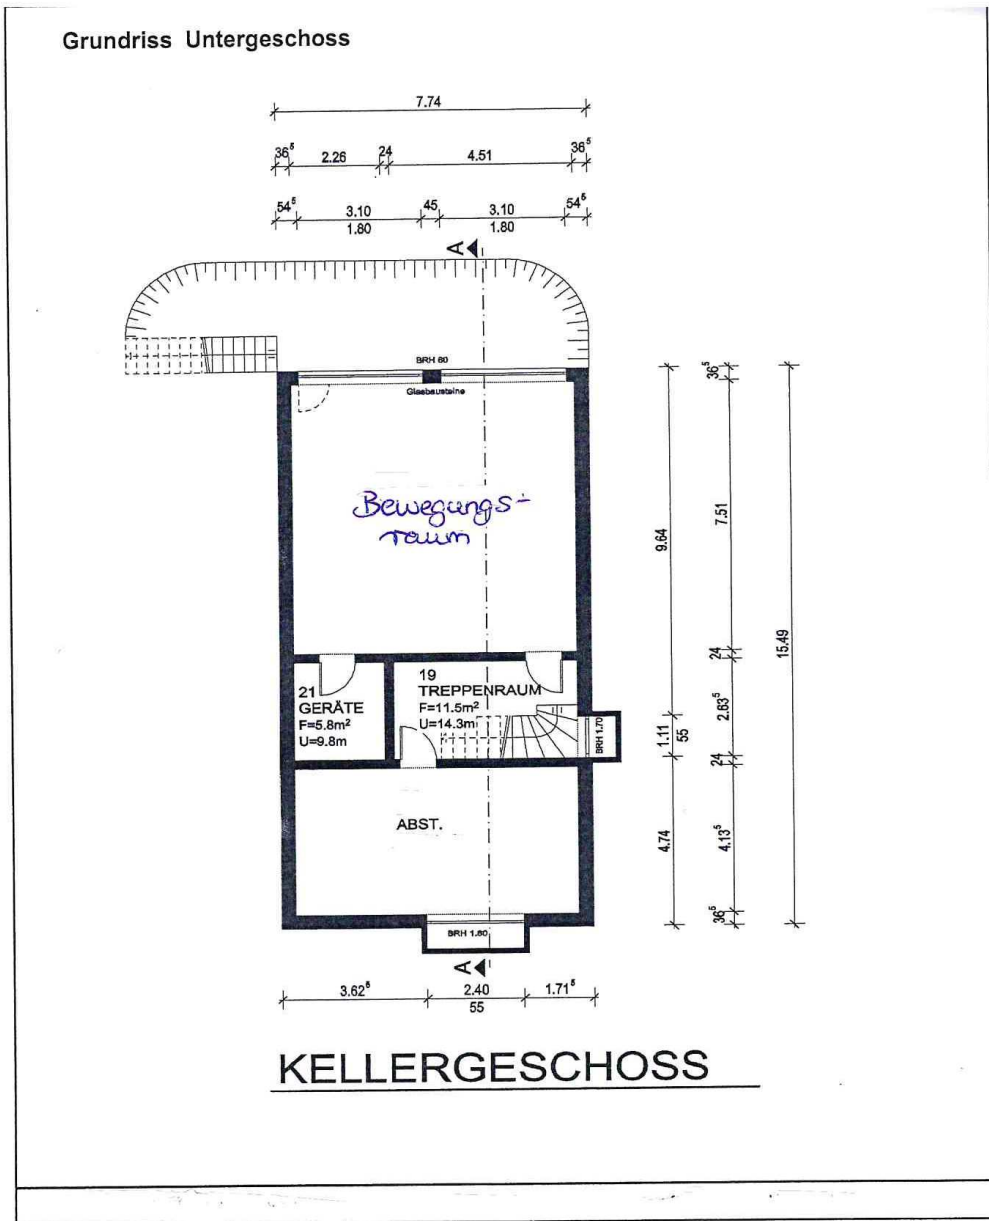 Grundriss Untergeschoss
7.74
36⁵ 2.26 24 4.51 36⁵
54⁵ 3.10 45 3.10 54⁵
1.80 1.80
A
BRH 60
Glasbausteine
36⁵
Bewegungs-
raum
9.64
7.51
15.49
24
21
GERÄTE
F=5.8m²
U=9.8m
19
TREPPENRAUM
F=11.5m²
U=14.3m
BRH 1.70
1.11
55
2.63⁵
24
ABST.
4.74
4.13⁵
36⁵
BRH 1.60
A
3.62⁵ 2.40 1.71⁵
55
KELLERGESCHOSS